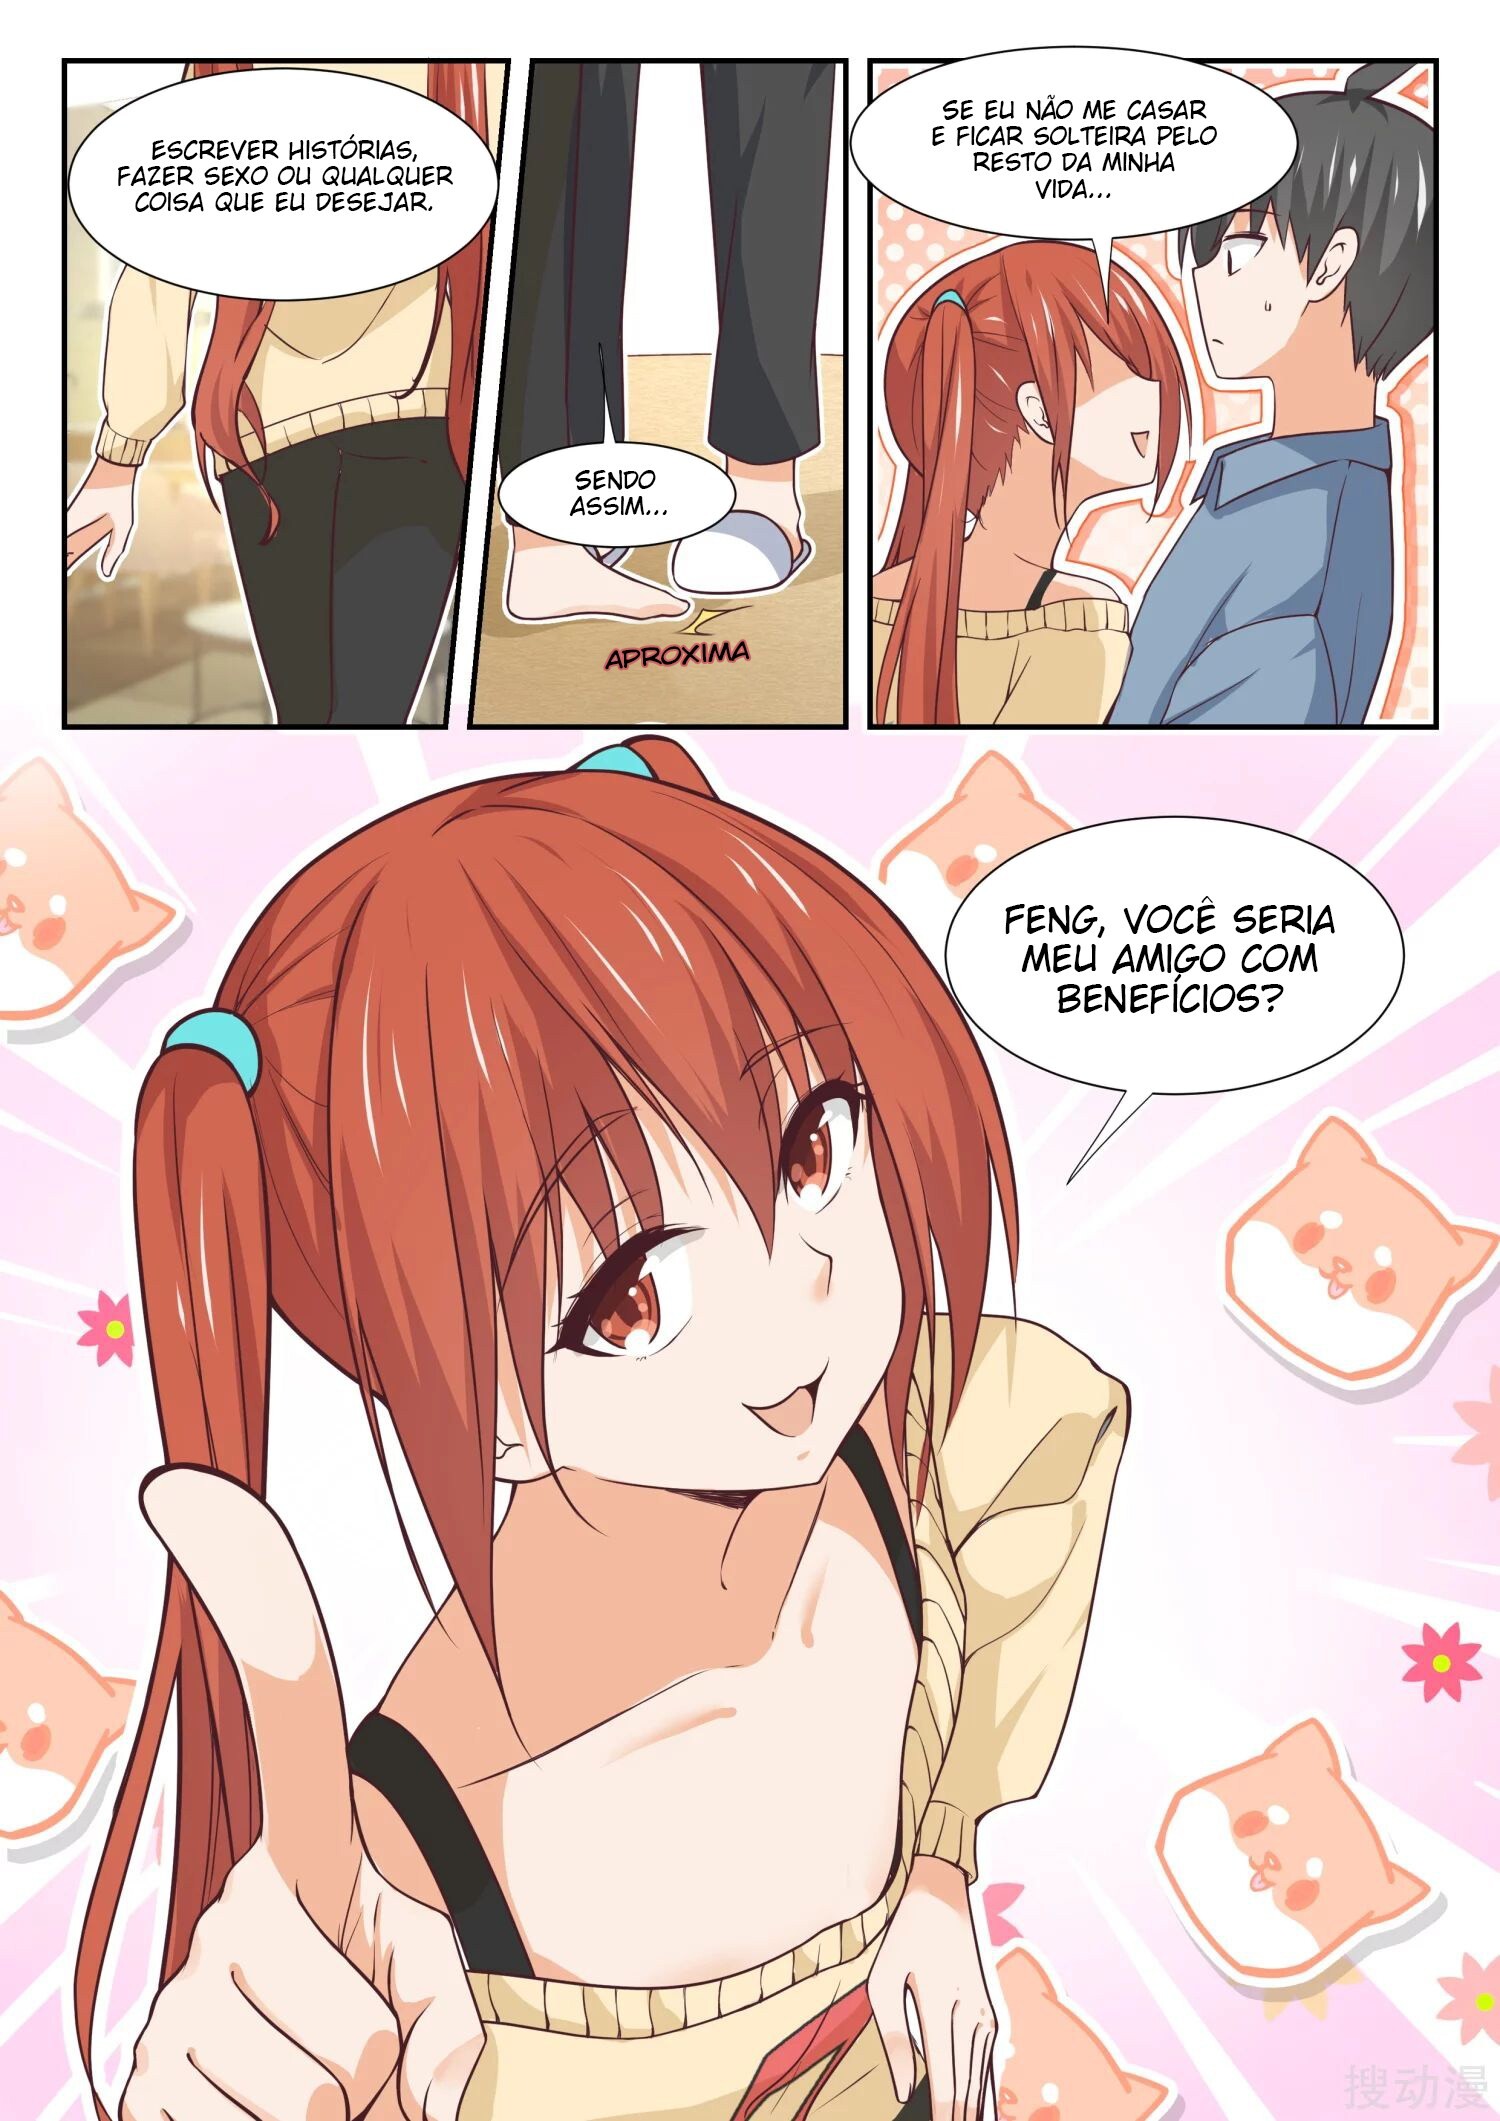 ESCREVER HISTÓRIAS,
FAZER SEXO OU QUALQUER
COISA QUE EU DESEJAR.
SENDO
ASSIM...
APROXIMA
SE EU NÃO ME CASAR
E FICAR SOLTEIRA PELO
RESTO DA MINHA
VIDA...
FENG, VOCÊ SERIA
MEU AMIGO COM
BENEFÍCIOS?
搜动漫